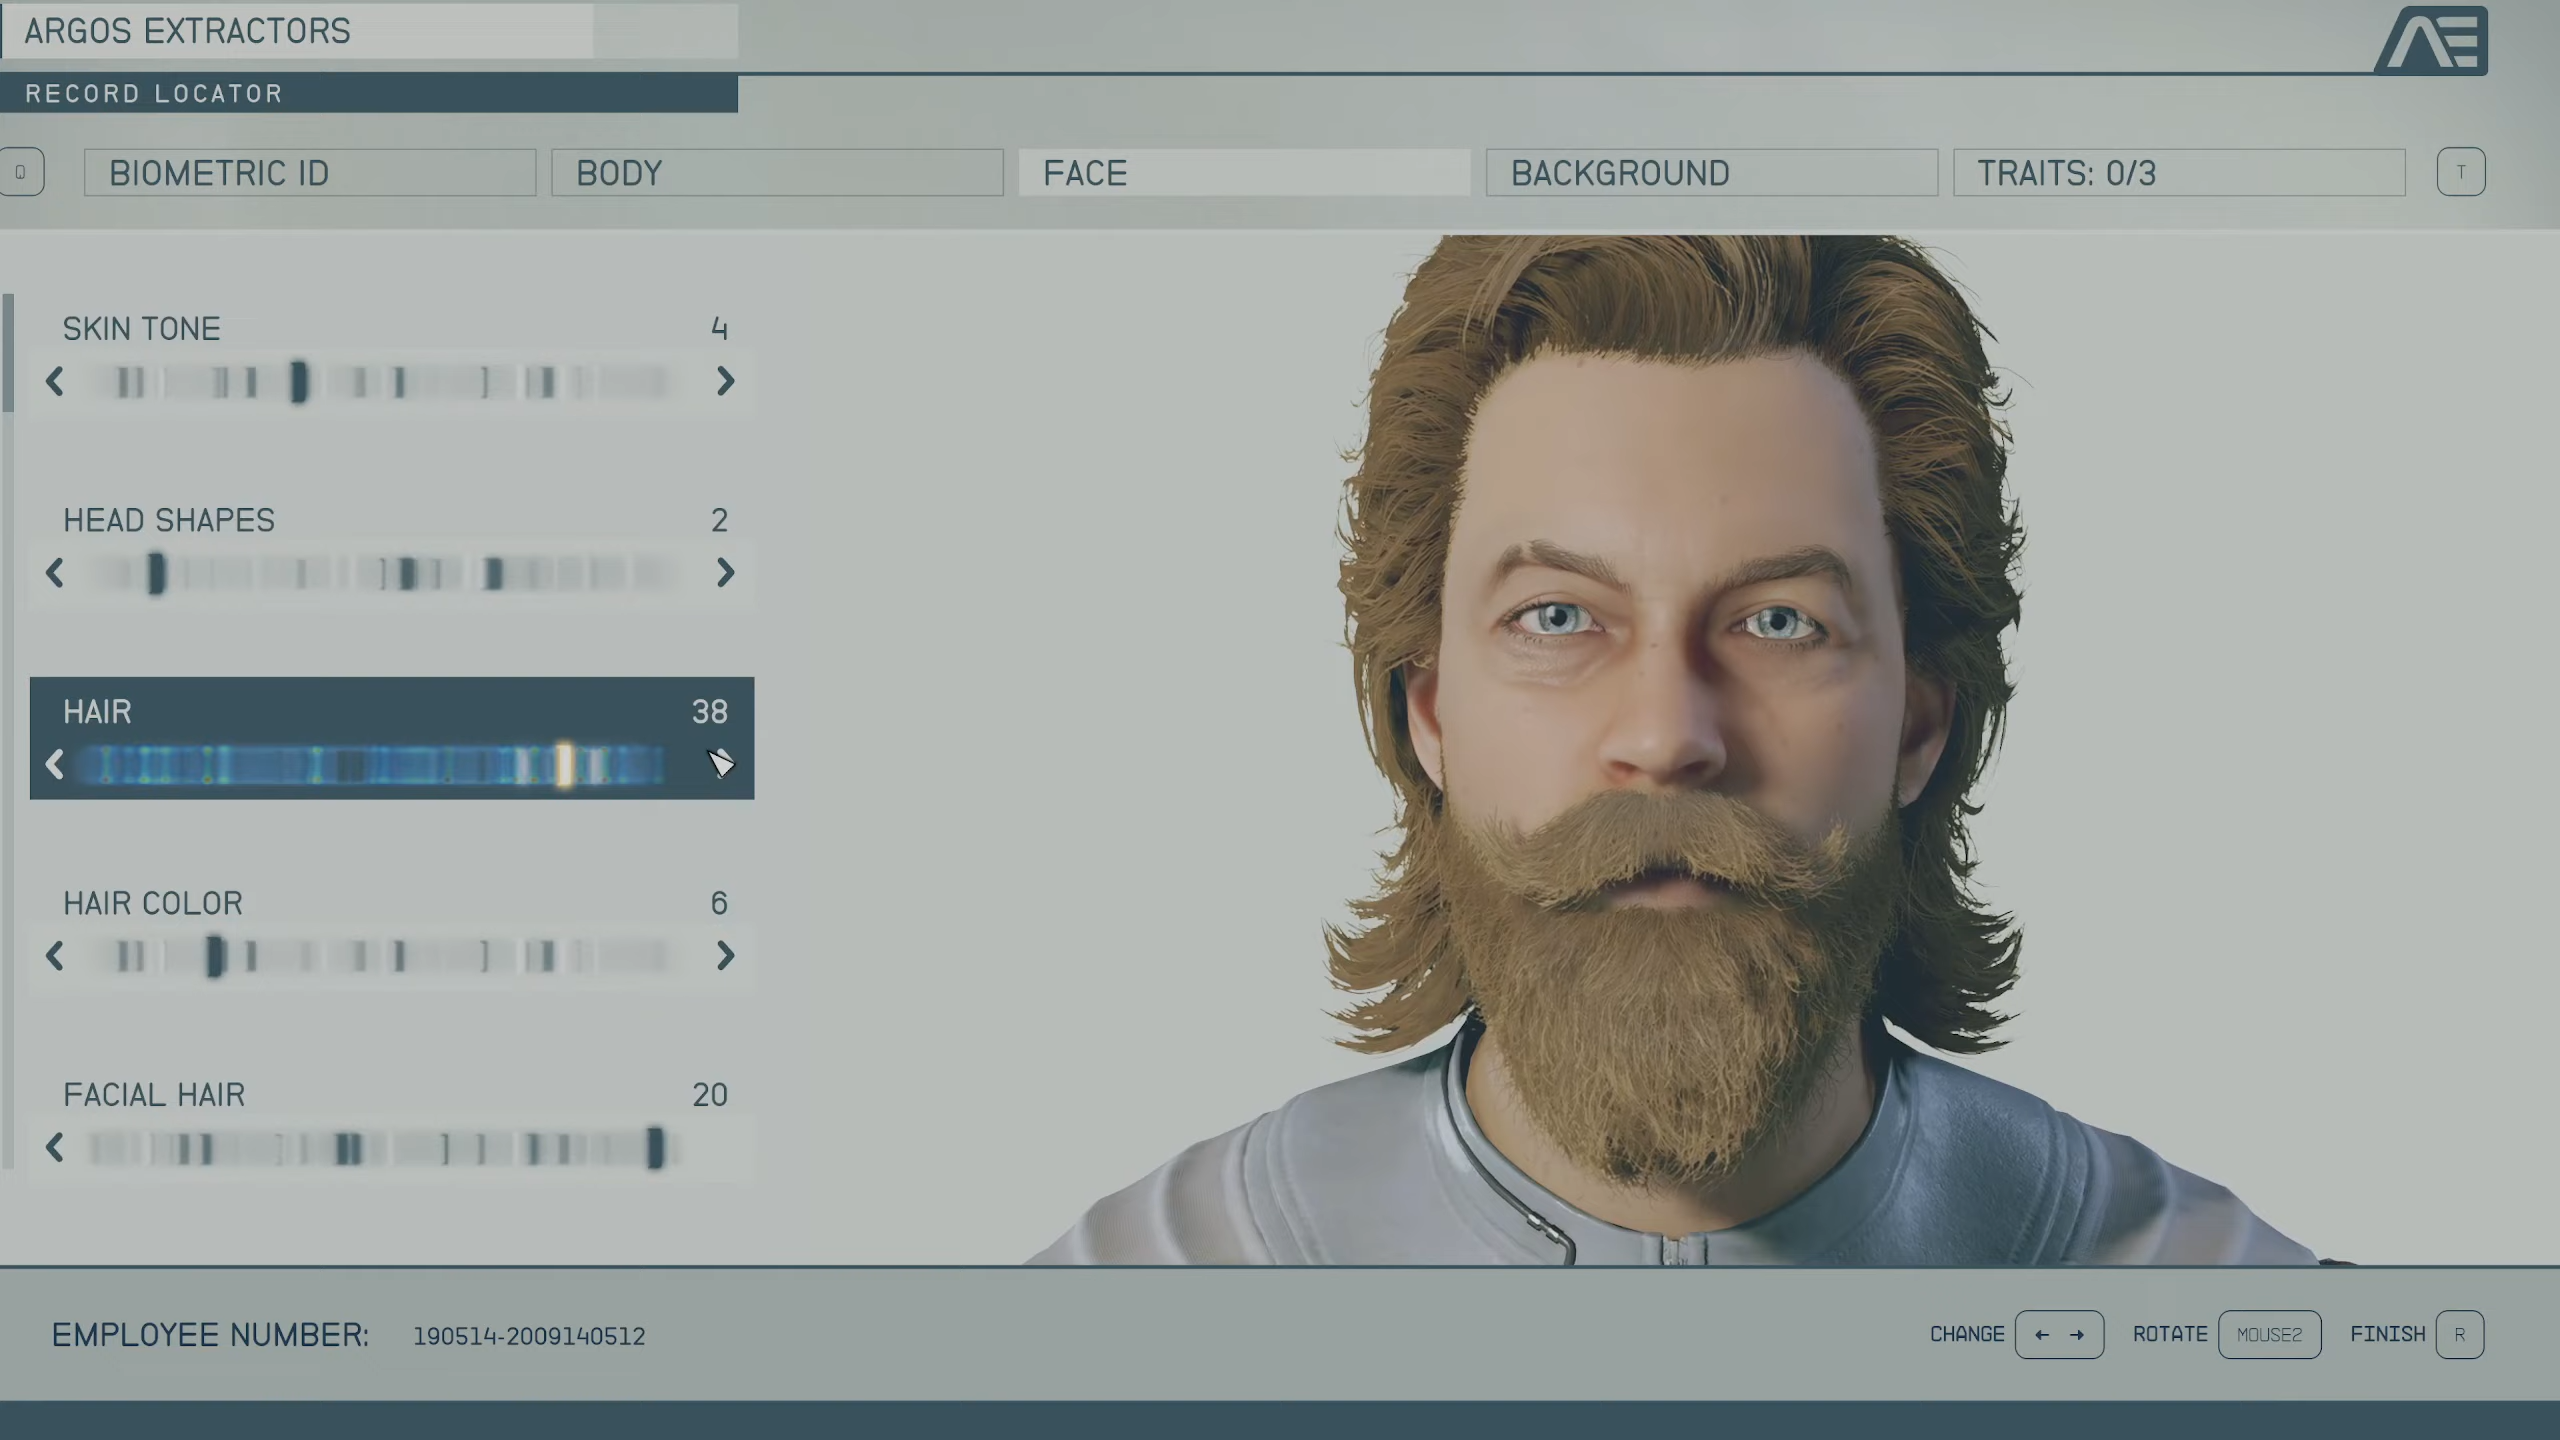 ARGOS EXTRACTORS
AE
RECORD LOCATOR
Q BIOMETRIC ID BODY FACE BACKGROUND TRAITS: 0/3 T
SKIN TONE 4
HEAD SHAPES 2
HAIR 38
HAIR COLOR 6
FACIAL HAIR 20
EMPLOYEE NUMBER: 190514-2009140512 CHANGE ← → ROTATE MOUSE2 FINISH R